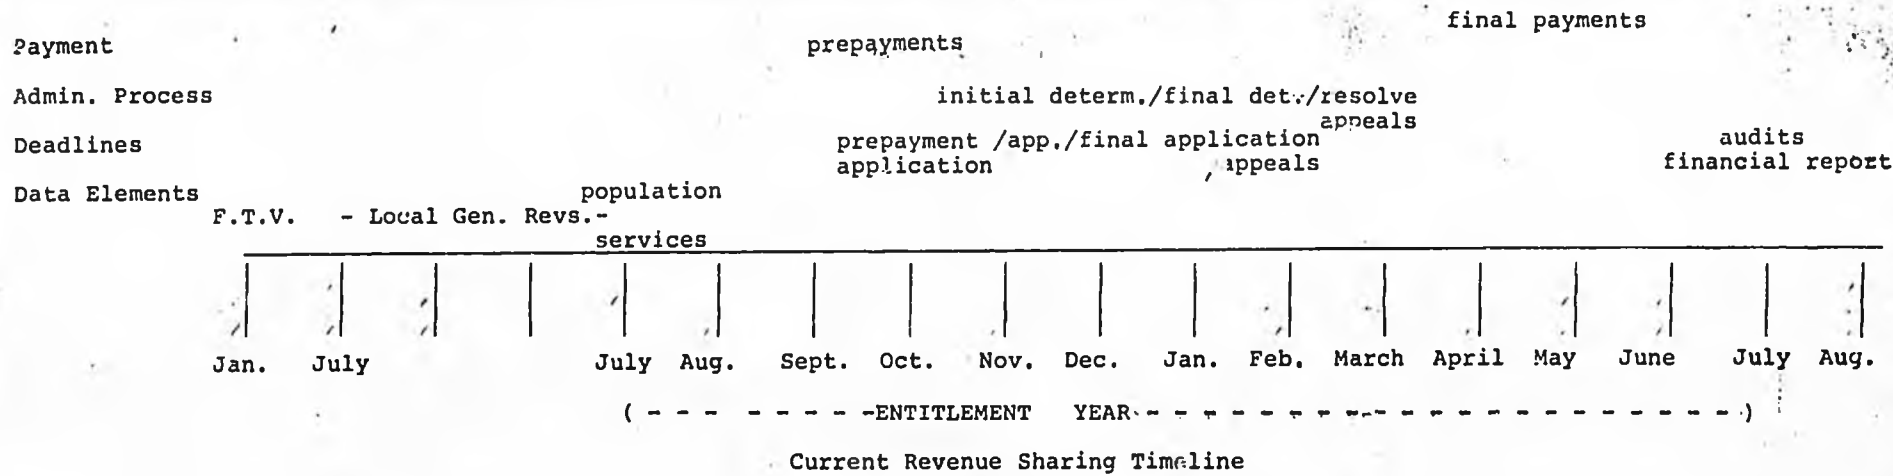 final payments
Payment prepayments
Admin. Process initial determ./final det./resolve
appeals
Deadlines prepayment /app./final application audits
application appeals financial report
Data Elements population
F.T.V. - Local Gen. Revs.-
services
Jan. July July Aug. Sept. Oct. Nov. Dec. Jan. Feb. March April May June July Aug.
( - - - - - - - -ENTITLEMENT YEAR- - - - - - - - - - - - - - - - - - - - - - )
Current Revenue Sharing Timeline